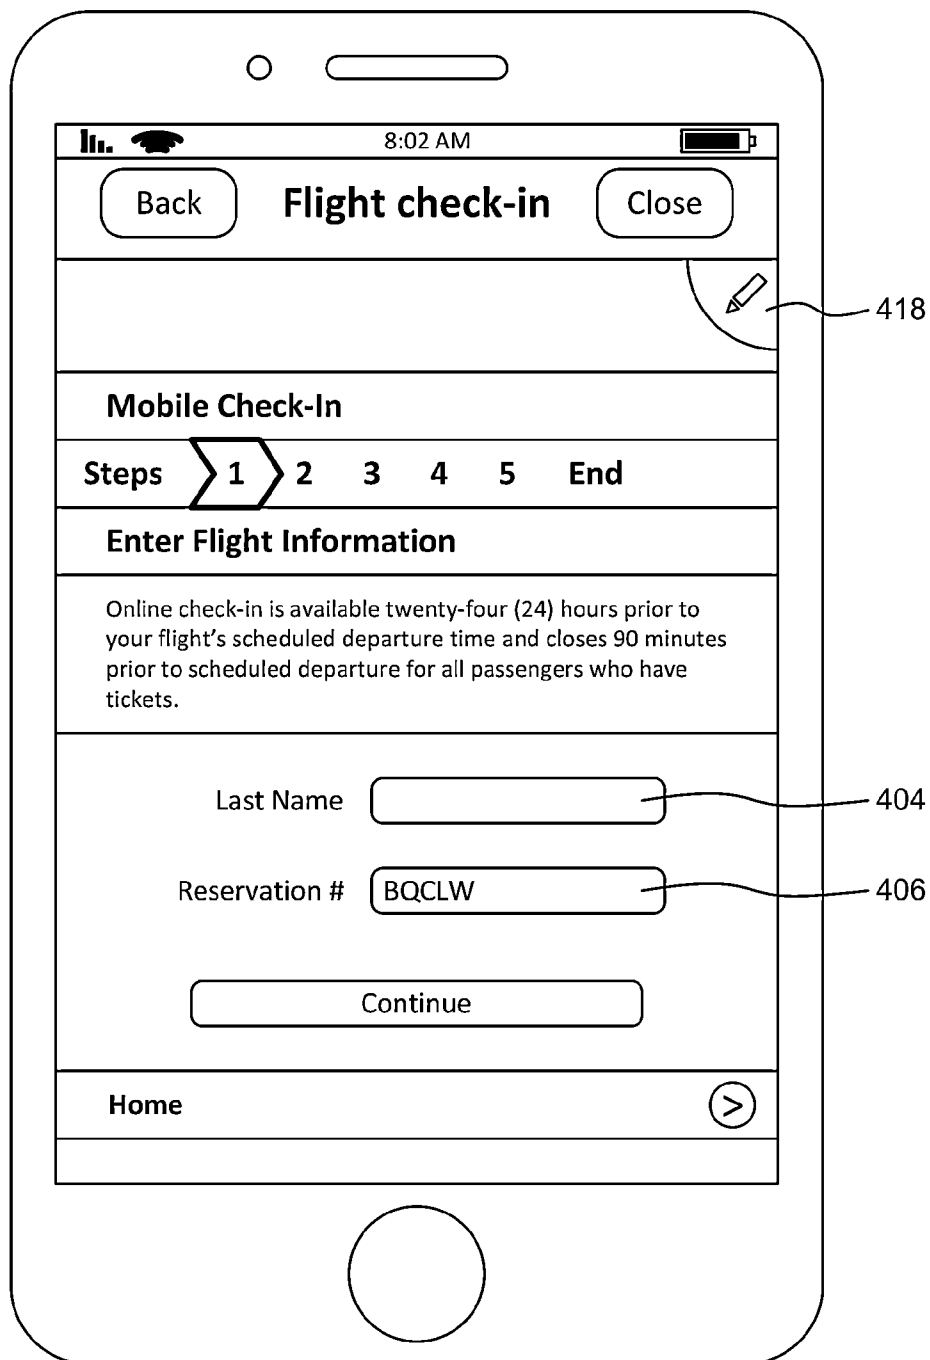 8:02 AM
Back Flight check-in Close
418
Mobile Check-In
Steps 1 2 3 4 5 End
Enter Flight Information
Online check-in is available twenty-four (24) hours prior to
your flight's scheduled departure time and closes 90 minutes
prior to scheduled departure for all passengers who have
tickets.
Last Name 404
Reservation # BQCLW 406
Continue
Home >